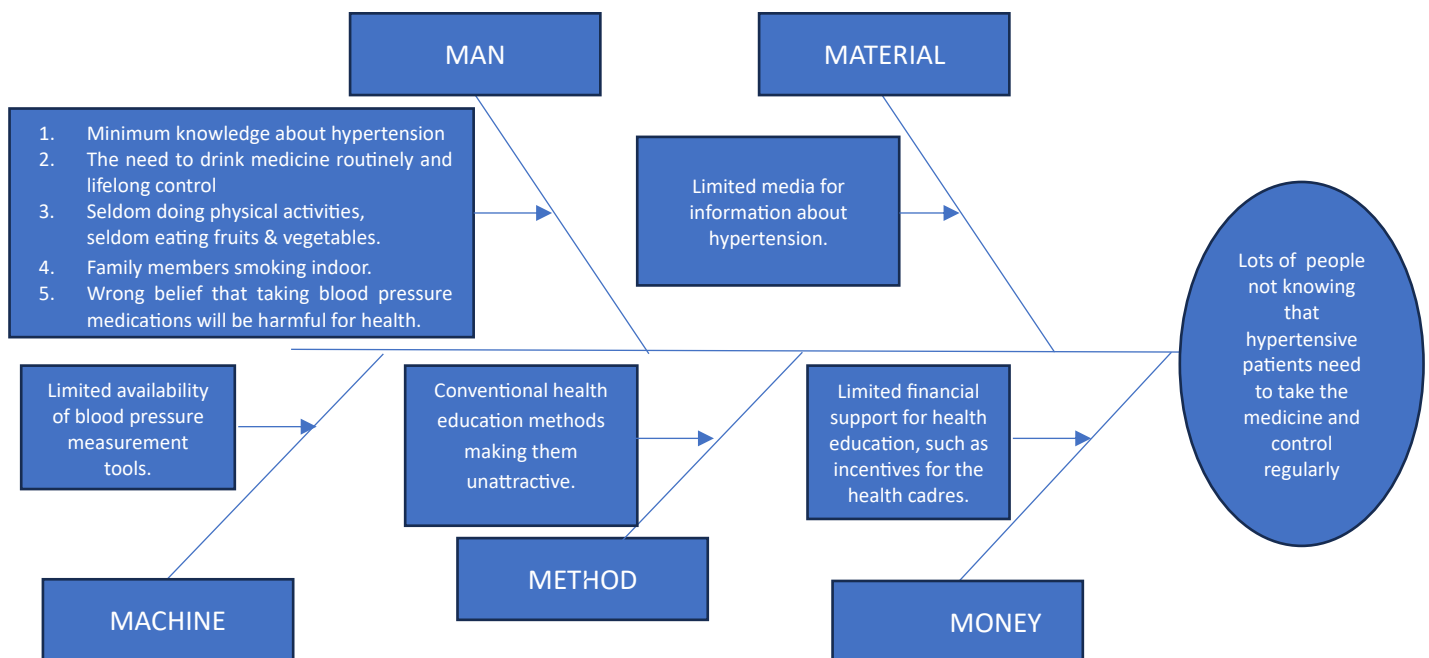 MAN
MATERIAL
1. Minimum knowledge about hypertension
2. The need to drink medicine routinely and
lifelong control
3. Seldom doing physical activities,
seldom eating fruits & vegetables.
4. Family members smoking indoor.
5. Wrong belief that taking blood pressure
medications will be harmful for health.
Limited media for
information about
hypertension.
Lots of people
not knowing
that
hypertensive
patients need
to take the
medicine and
control
regularly
Limited availability
of blood pressure
measurement
tools.
Conventional health
education methods
making them
unattractive.
Limited financial
support for health
education, such as
incentives for the
health cadres.
MACHINE
METHOD
MONEY